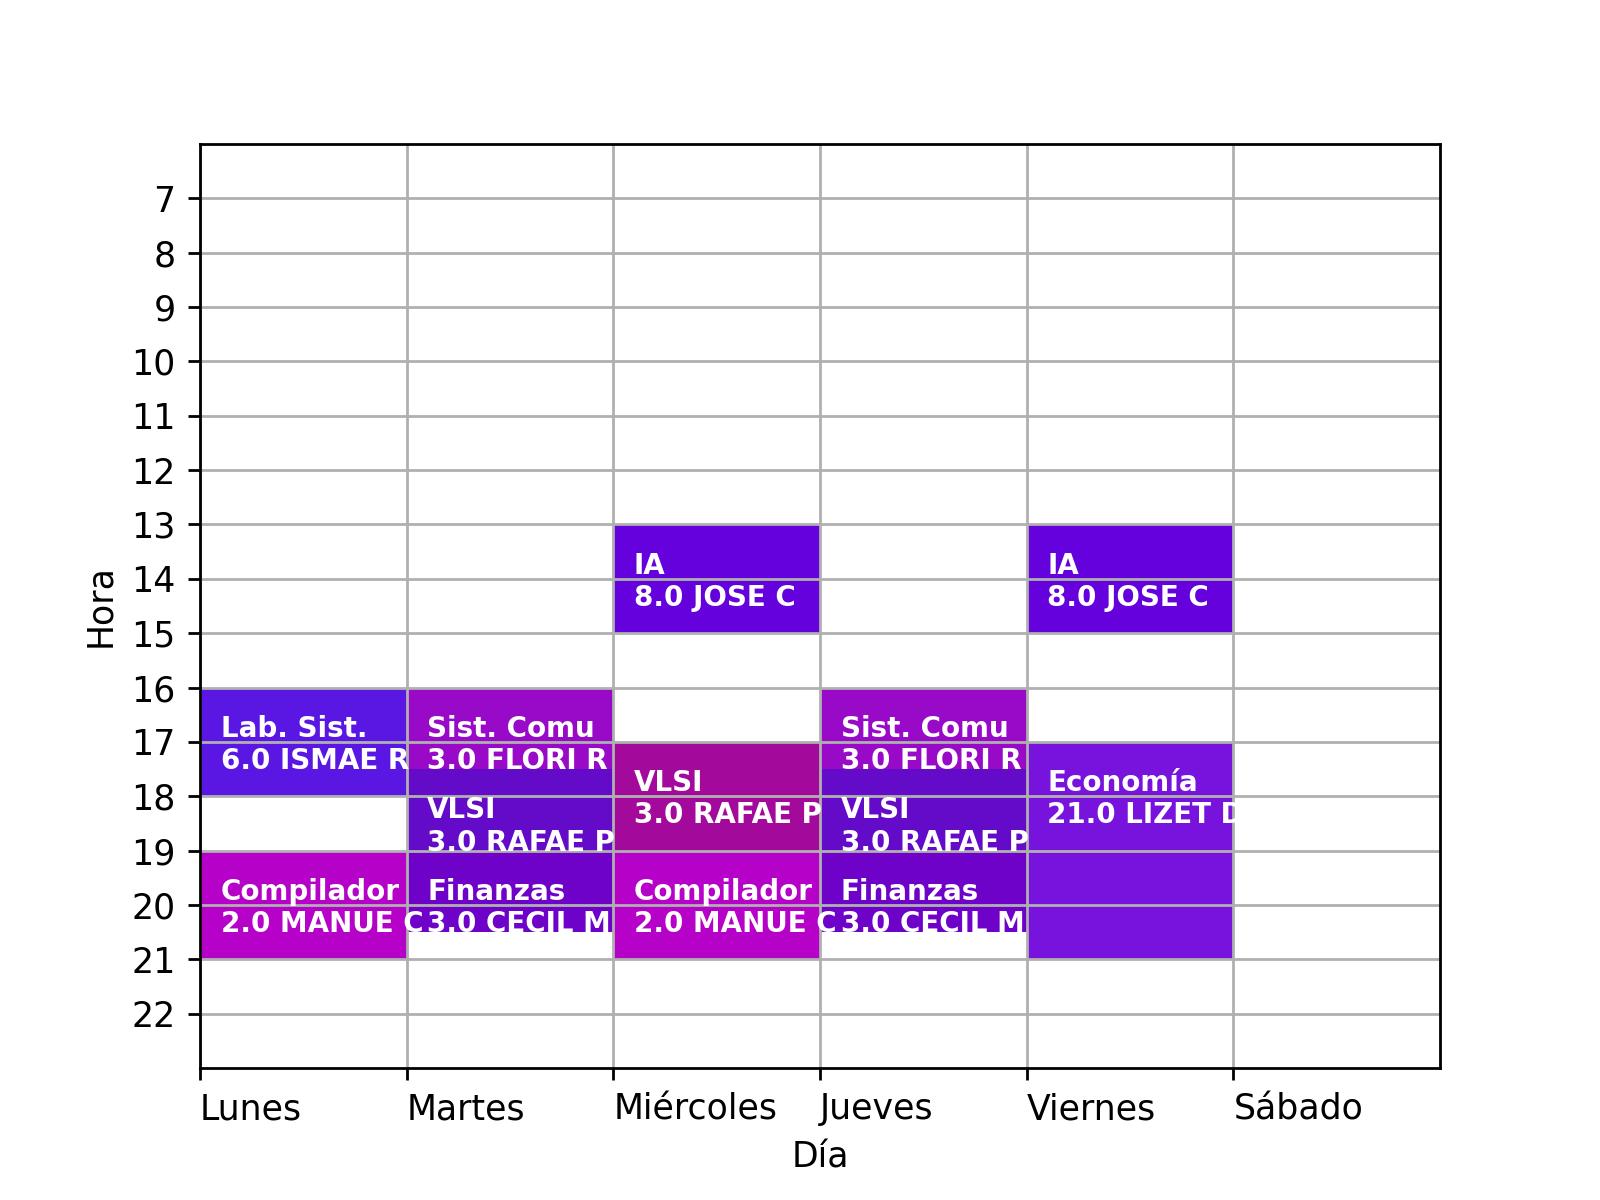 7
8
9
10
11
12
13
14
15
16
17
18
19
20
21
22
Hora
IA
8.0 JOSE C
IA
8.0 JOSE C
Lab. Sist.
6.0 ISMAE R
Sist. Comu
3.0 FLORI R
Sist. Comu
3.0 FLORI R
VLSI
3.0 RAFAE P
VLSI
3.0 RAFAE P
VLSI
3.0 RAFAE P
Economía
21.0 LIZET D
Compilador
2.0 MANUE C
Finanzas
3.0 CECIL M
Compilador
2.0 MANUE C
Finanzas
3.0 CECIL M
Lunes Martes Miércoles Jueves Viernes Sábado
Día